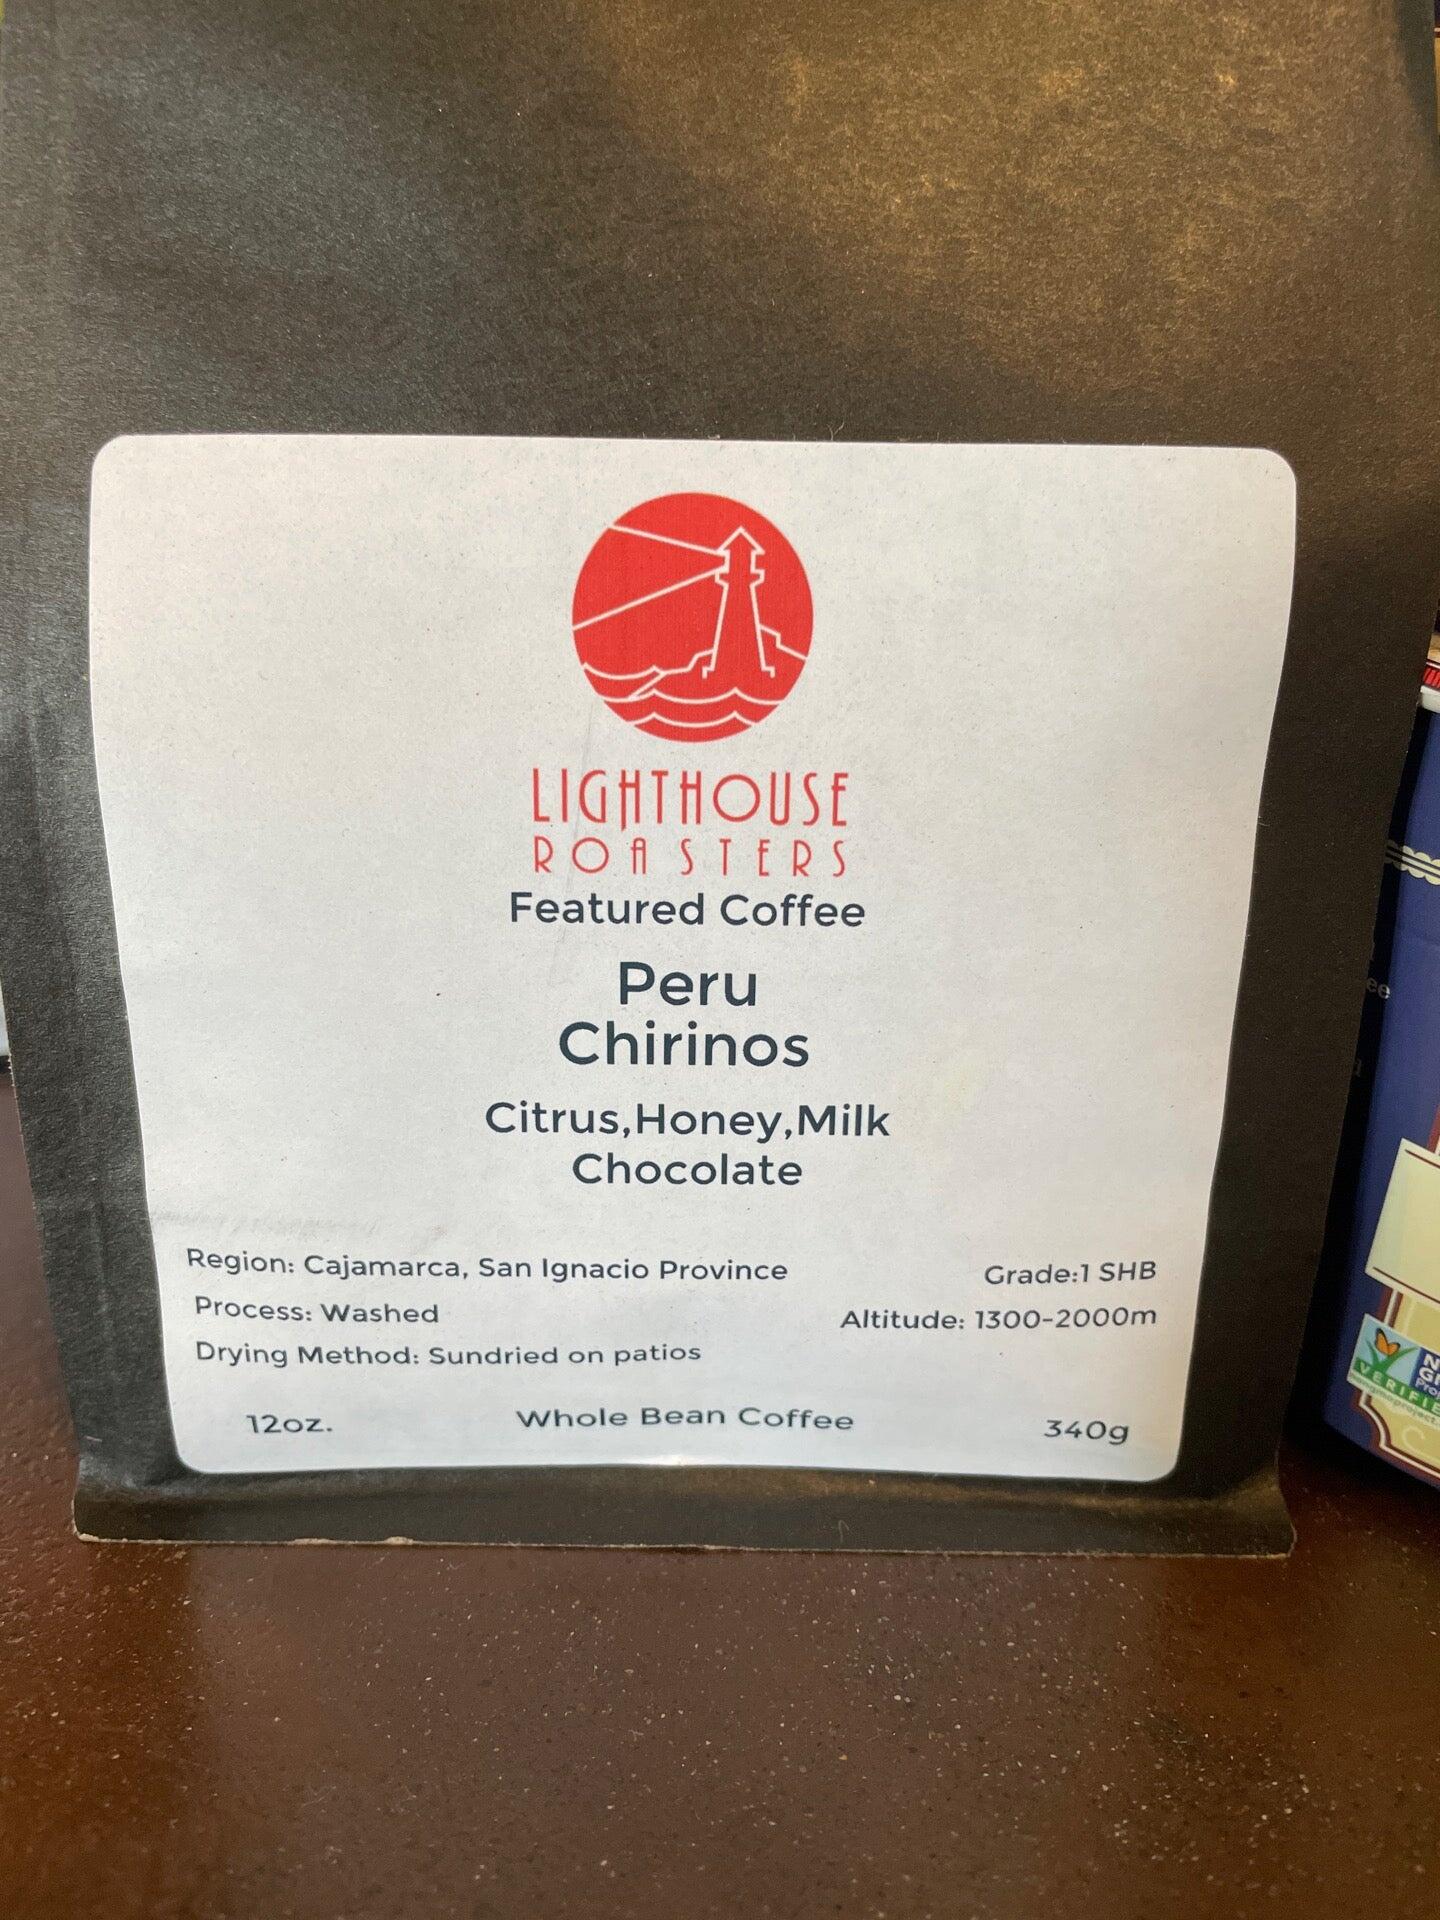 LIGHTHOUSE
ROASTERS
Featured Coffee
Peru
Chirinos
Citrus,Honey,Milk
Chocolate
Region: Cajamarca, San Ignacio Province
Grade:1 SHB
Process: Washed
Altitude: 1300-2000m
Drying Method: Sundried on patios
12oz.
Whole Bean Coffee
340g
VERIFIE